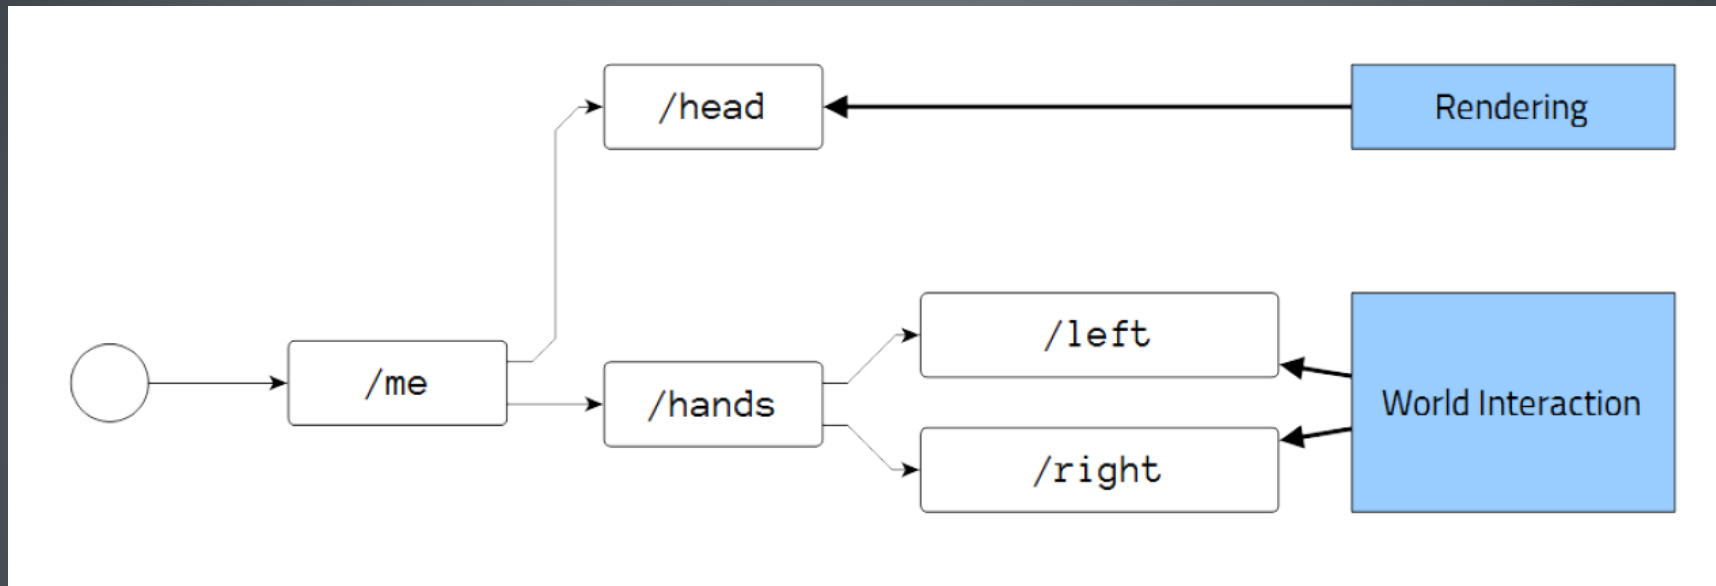 /head
Rendering
/me
/hands
/left
/right
World Interaction